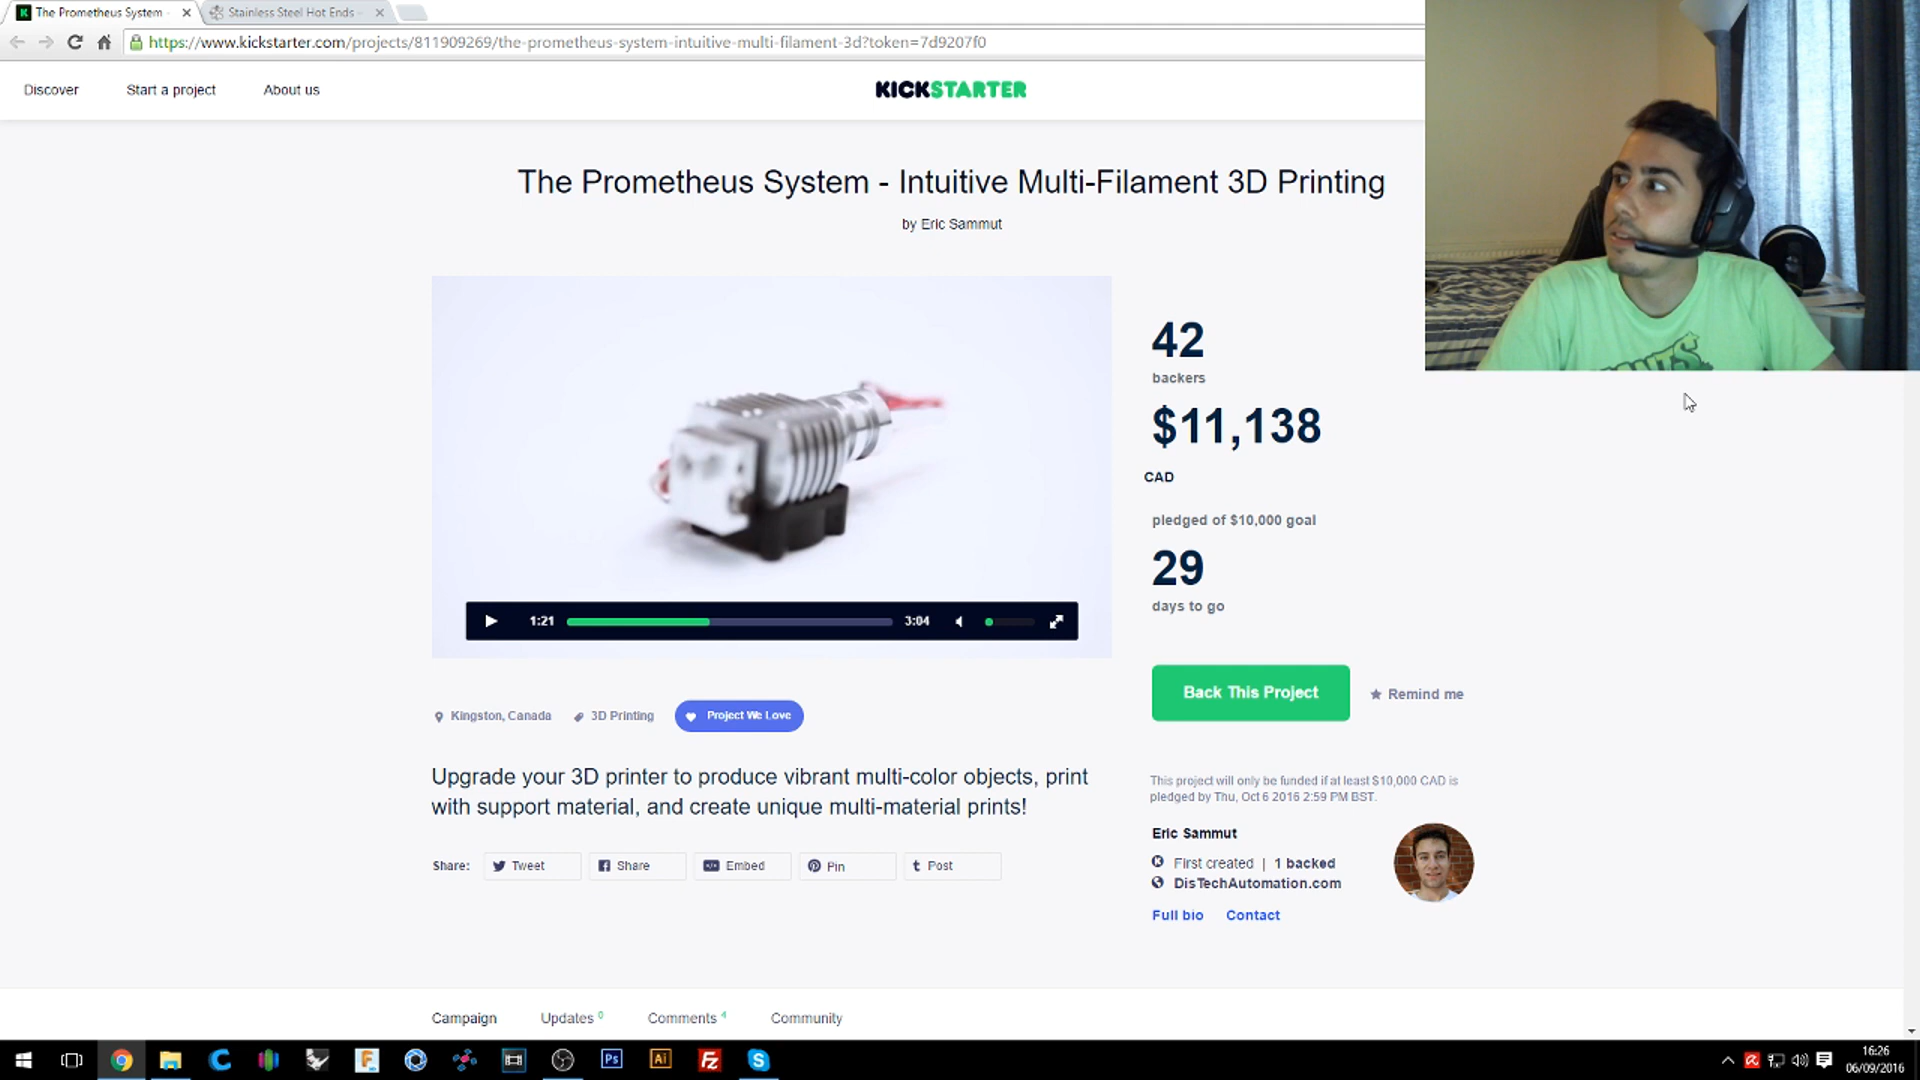 The Prometheus System -
Stainless Steel Hot Ends -
https://www.kickstarter.com/projects/811909269/the-prometheus-system-intuitive-multi-filament-3d?token=7d9207f0
Discover
Start a project
About us
KICKSTARTER
The Prometheus System - Intuitive Multi-Filament 3D Printing
by Eric Sammut
42
backers
$11,138
CAD
pledged of $10,000 goal
29
days to go
1:21
3:04
Back This Project
Remind me
Kingston, Canada
3D Printing
Project We Love
Upgrade your 3D printer to produce vibrant multi-color objects, print
with support material, and create unique multi-material prints!
Share:
Tweet
Share
Embed
Pin
Post
This project will only be funded if at least $10,000 CAD is
pledged by Thu, Oct 6 2016 2:59 PM BST.
Eric Sammut
First created | 1 backed
DisTechAutomation.com
Full bio
Contact
Campaign
Updates 0
Comments 4
Community
Ps
Ai
Fz
16:26
06/09/2016